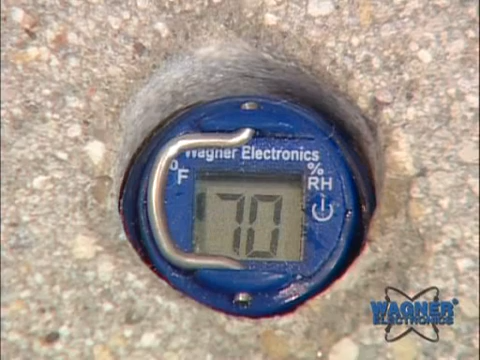 Wagner Electronics
°F
%
RH
70
WAGNER®
ELECTRONICS